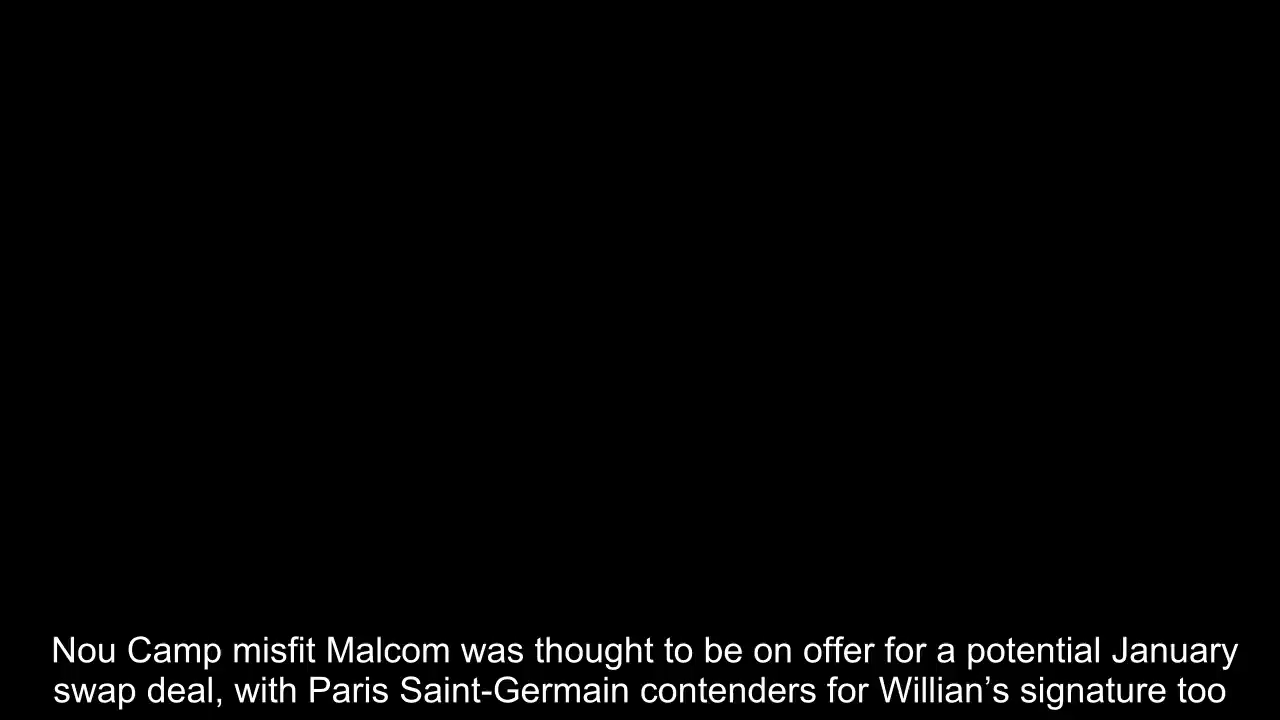 Nou Camp misfit Malcom was thought to be on offer for a potential January
swap deal, with Paris Saint-Germain contenders for Willian’s signature too